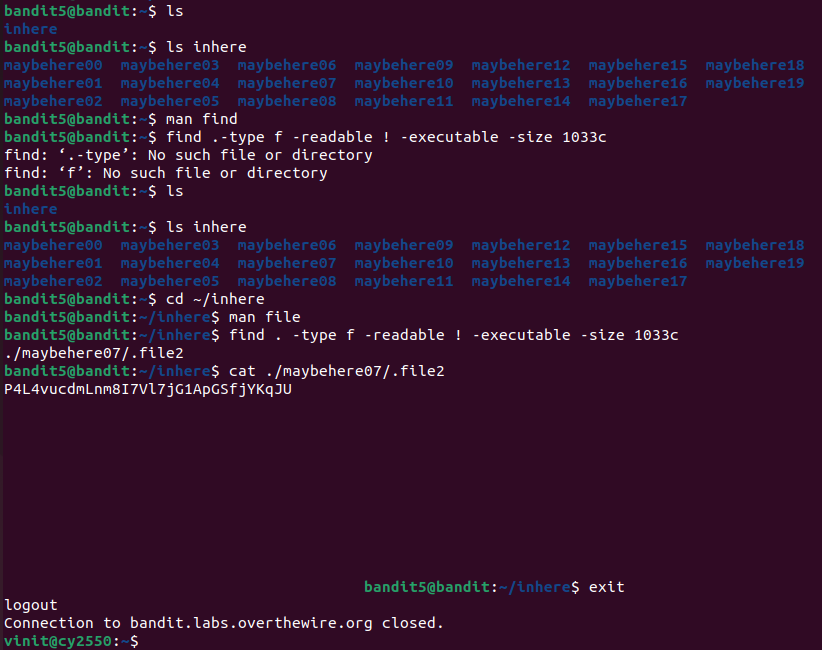 bandit5@bandit:~$ ls
inhere
bandit5@bandit:~$ ls inhere
maybehere00  maybehere03  maybehere06  maybehere09  maybehere12  maybehere15  maybehere18
maybehere01  maybehere04  maybehere07  maybehere10  maybehere13  maybehere16  maybehere19
maybehere02  maybehere05  maybehere08  maybehere11  maybehere14  maybehere17
bandit5@bandit:~$ man find
bandit5@bandit:~$ find .-type f -readable ! -executable -size 1033c
find: ‘.-type’: No such file or directory
find: ‘f’: No such file or directory
bandit5@bandit:~$ ls
inhere
bandit5@bandit:~$ ls inhere
maybehere00  maybehere03  maybehere06  maybehere09  maybehere12  maybehere15  maybehere18
maybehere01  maybehere04  maybehere07  maybehere10  maybehere13  maybehere16  maybehere19
maybehere02  maybehere05  maybehere08  maybehere11  maybehere14  maybehere17
bandit5@bandit:~$ cd ~/inhere
bandit5@bandit:~/inhere$ man file
bandit5@bandit:~/inhere$ find . -type f -readable ! -executable -size 1033c
./maybehere07/.file2
bandit5@bandit:~/inhere$ cat ./maybehere07/.file2
P4L4vucdmLnm8I7Vl7jG1ApGSfjYKqJU
bandit5@bandit:~/inhere$ exit
logout
Connection to bandit.labs.overthewire.org closed.
vinit@cy2550:~$